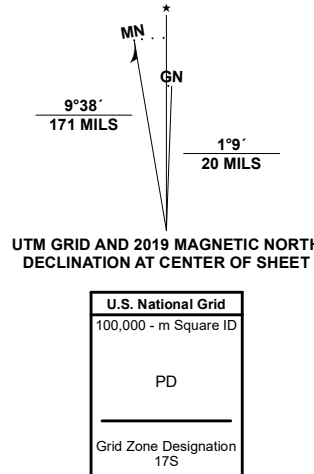 ★
MN
GN
9°38´
171 MILS
1°9´
20 MILS
UTM GRID AND 2019 MAGNETIC NORTH
DECLINATION AT CENTER OF SHEET
U.S. National Grid
100,000 - m Square ID
PD
Grid Zone Designation
17S